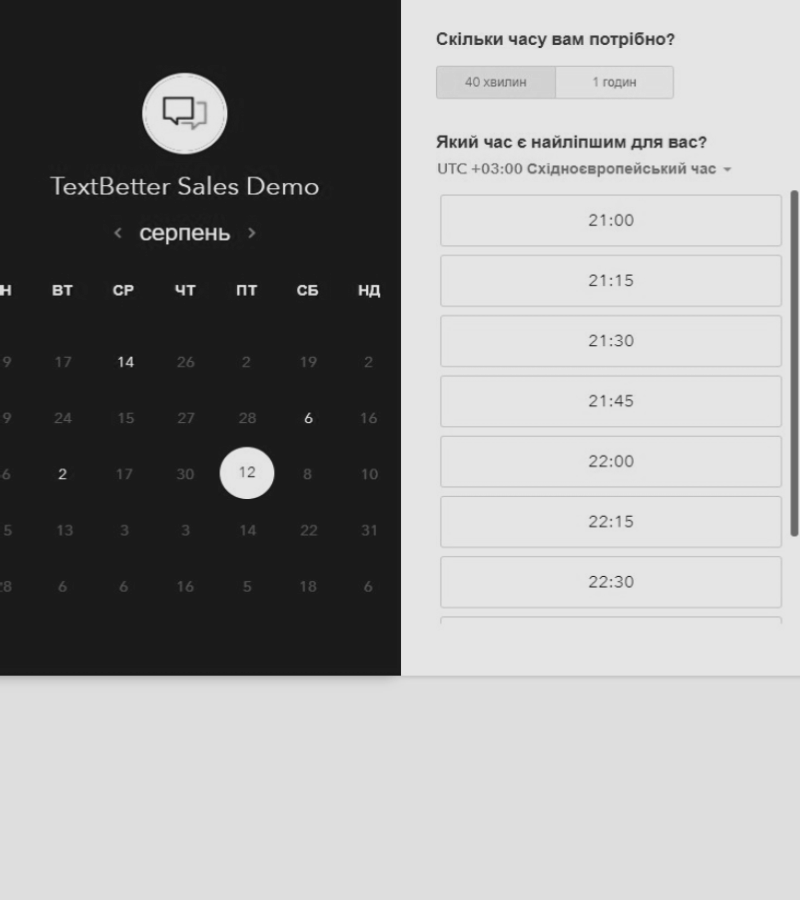 TextBetter Sales Demo
серпень
Н ВТ СР ЧТ ПТ СБ НД
9 17 14 26 2 19 2
9 24 15 27 28 6 16
6 2 17 30 12 8 10
5 13 3 3 14 22 31
8 6 6 16 5 18 6
Скільки часу вам потрібно?
40 хвилин 1 годин
Який час є найліпшим для вас?
UTC +03:00 Східноєвропейський час
21:00
21:15
21:30
21:45
22:00
22:15
22:30